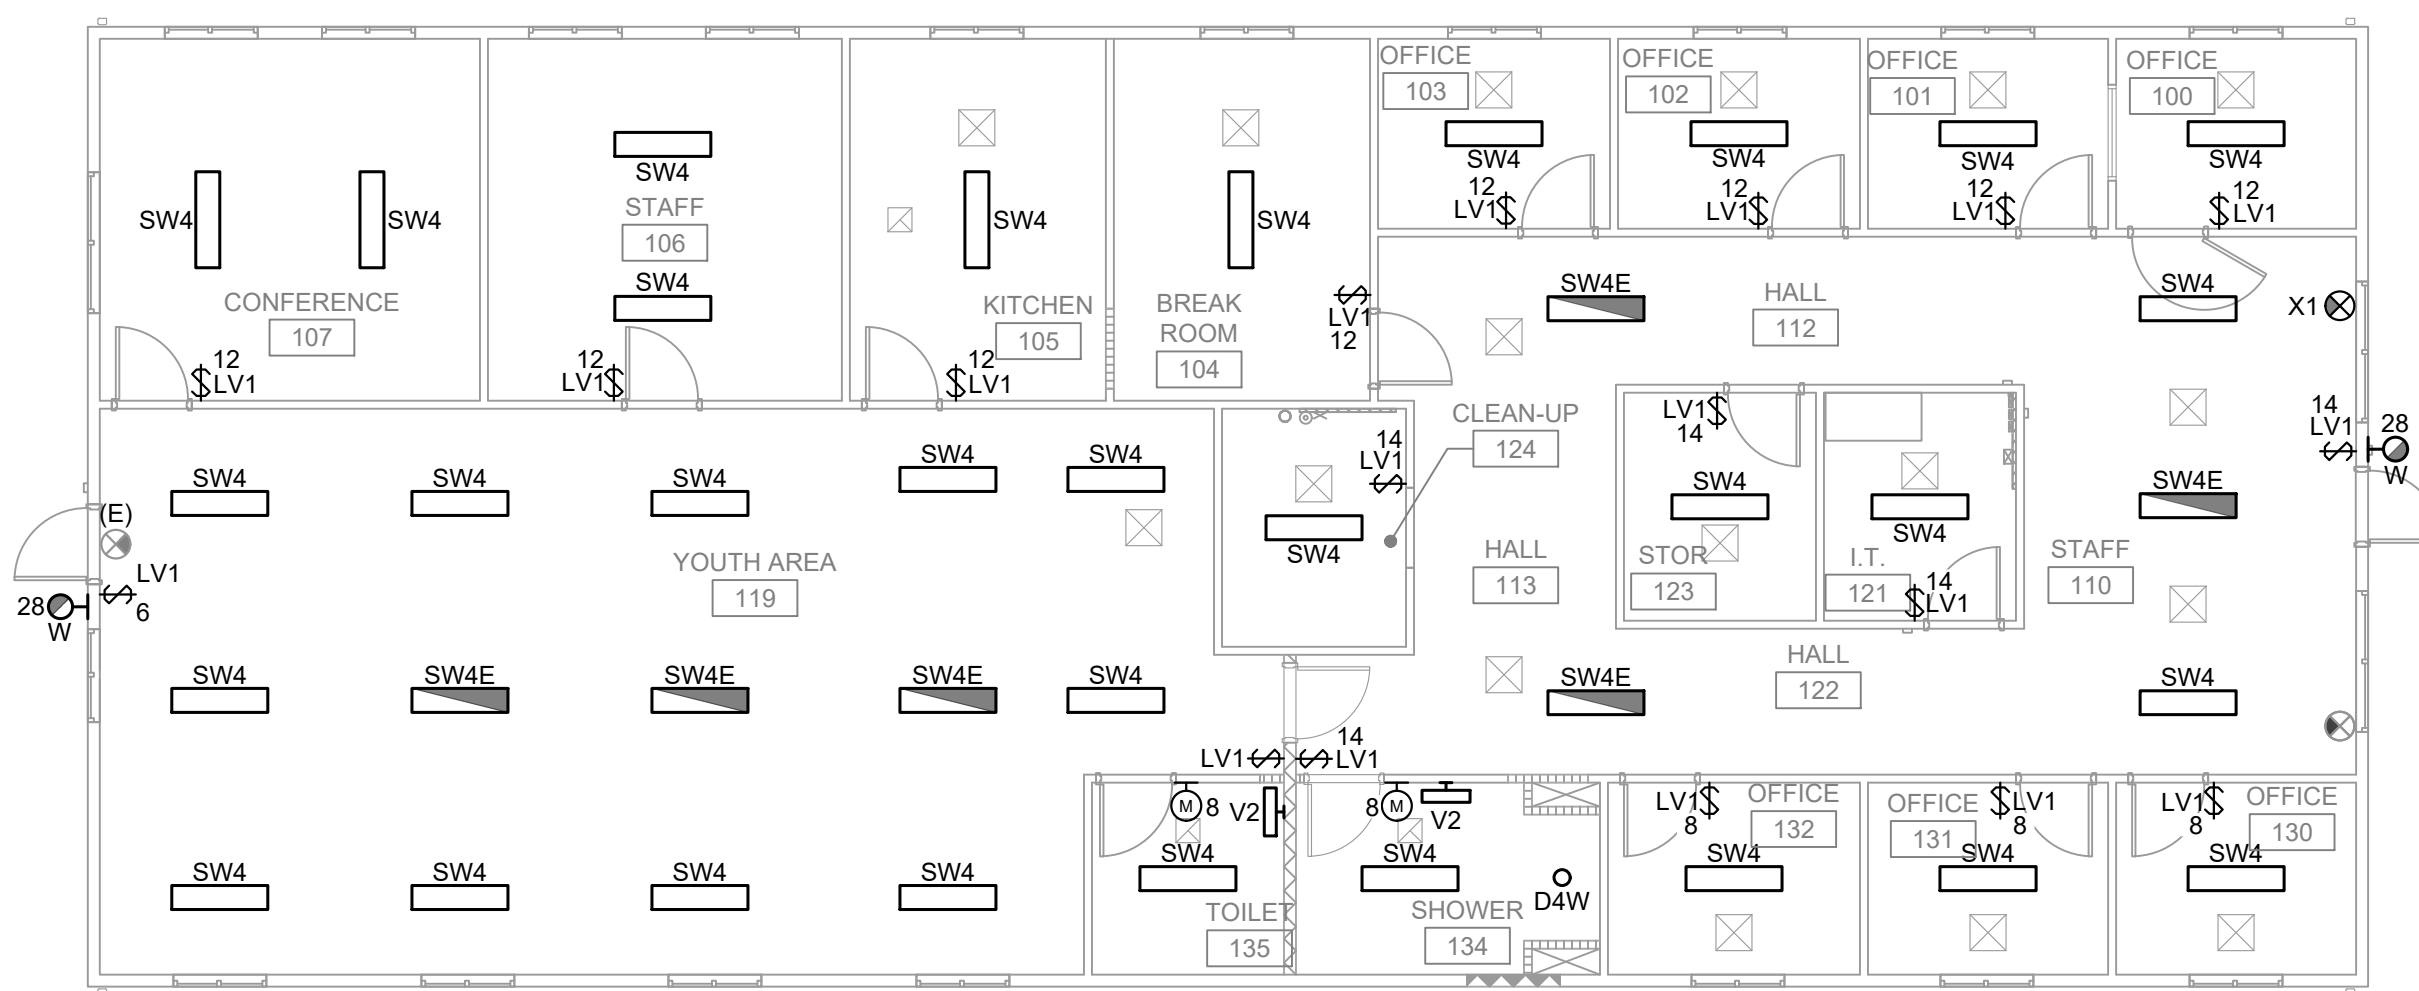 OFFICE
103
SW4
12
LV1
OFFICE
102
SW4
12
LV1
OFFICE
101
SW4
12
LV1
OFFICE
100
SW4
12
LV1
SW4
SW4
CONFERENCE
107
12
LV1
SW4
STAFF
106
SW4
12
LV1
SW4
KITCHEN
105
12
LV1
SW4
BREAK
ROOM
104
LV1
12
SW4E
HALL
112
SW4
X1
14
LV1
28
W
CLEAN-UP
124
14
LV1
SW4
LV1
14
SW4
STOR
123
SW4
I.T.
121
14
LV1
SW4E
STAFF
110
HALL
113
HALL
122
SW4E
SW4
SW4
SW4
SW4
SW4
SW4
(E)
LV1
6
28
W
YOUTH AREA
119
SW4
SW4E
SW4E
SW4E
SW4
SW4
SW4
SW4
SW4
LV1
14
LV1
M
8
V2
SW4
TOILET
135
8
M
V2
SW4
D4W
SHOWER
134
LV1
8
OFFICE
132
SW4
OFFICE
131
LV1
8
SW4
LV1
8
OFFICE
130
SW4